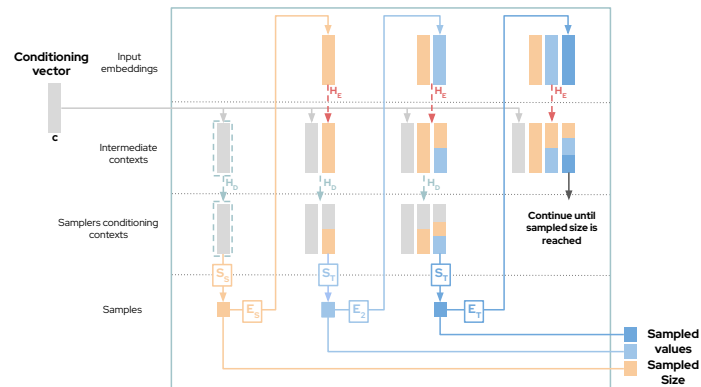 Input
embeddings
Conditioning
vector
c
H_E
H_E
H_E
Intermediate
contexts
H_D
H_D
H_D
Samplers conditioning
contexts
Continue until
sampled size is
reached
S_S
S_T
S_T
Samples
E_S
E_2
E_T
Sampled
values
Sampled
Size